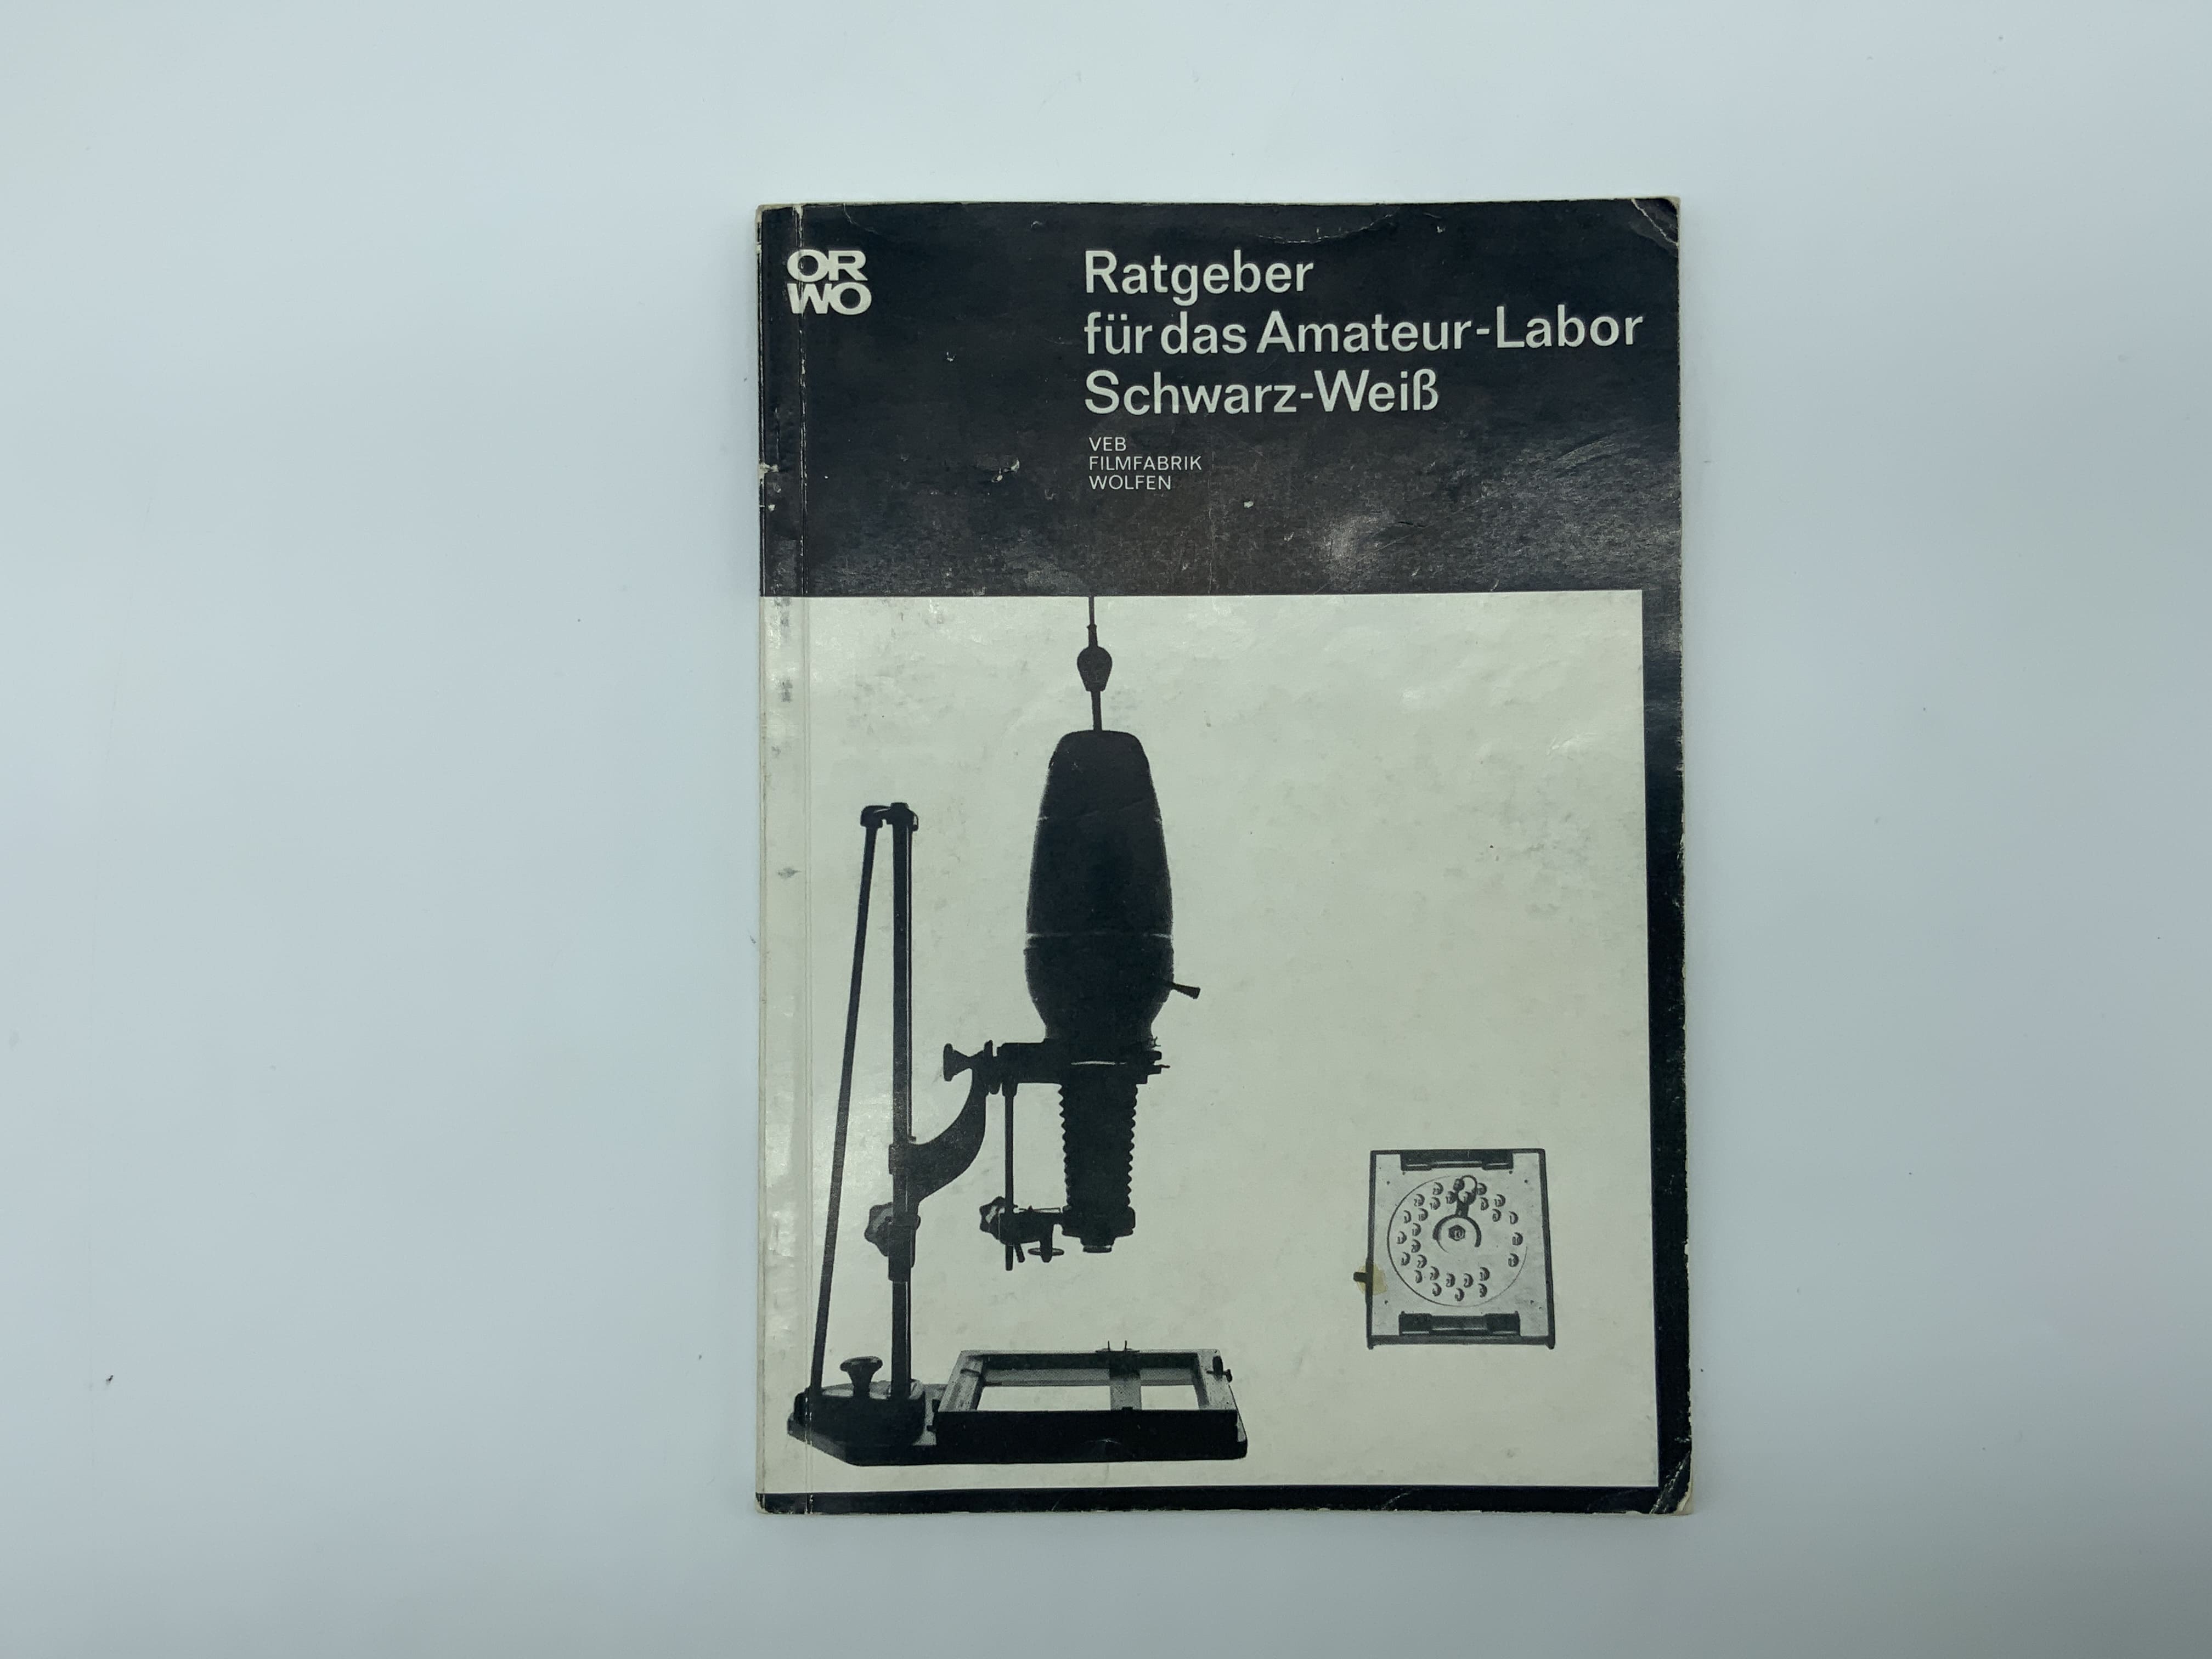 OR
WO
Ratgeber
für das Amateur-Labor
Schwarz-Weiß
VEB
FILMFABRIK
WOLFEN